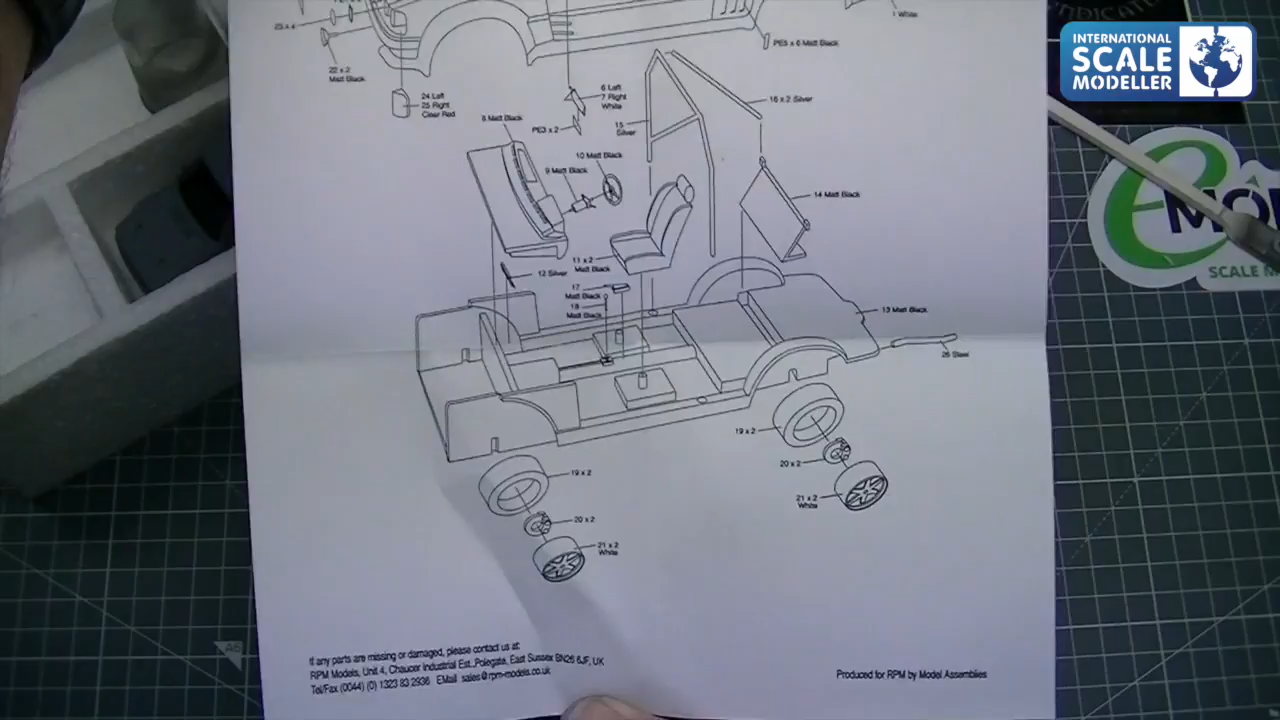 INTERNATIONAL
SCALE
MODELLER
1 White
PE5 x 6 Matt Black
22 x 2
Matt Black
24 Left
25 Right
Clear Red
6 Left
7 Right
White
PE3 x 2
16 x 2 Silver
15
Silver
8 Matt Black
10 Matt Black
9 Matt Black
14 Matt Black
11 x 2
Matt Black
12 Silver
17
Matt Black
18
Matt Black
13 Matt Black
26 Steel
19 x 2
20 x 2
21 x 2
White
19 x 2
20 x 2
21 x 2
White
If any parts are missing or damaged, please contact us at:
RPM Models, Unit 4, Chaucer Industrial Est.,Polegate, East Sussex BN26 6JF, UK
Tel/Fax (0044) (0) 1323 83 2936 EMail sales@rpm-models.co.uk
Produced for RPM by Model Assemblies
SCALE M
A6